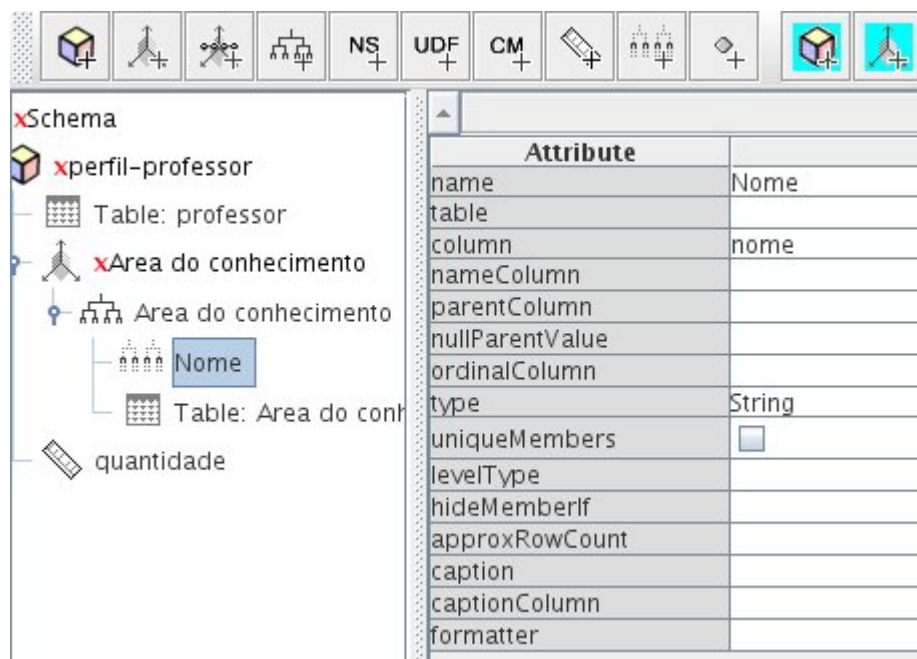 NS UDF CM
xSchema
xperfil-professor
Table: professor
xArea do conhecimento
Area do conhecimento
Nome
Table: Area do conh
quantidade
Attribute
name Nome
table
column nome
nameColumn
parentColumn
nullParentValue
ordinalColumn
type String
uniqueMembers
levelType
hideMemberIf
approxRowCount
caption
captionColumn
formatter